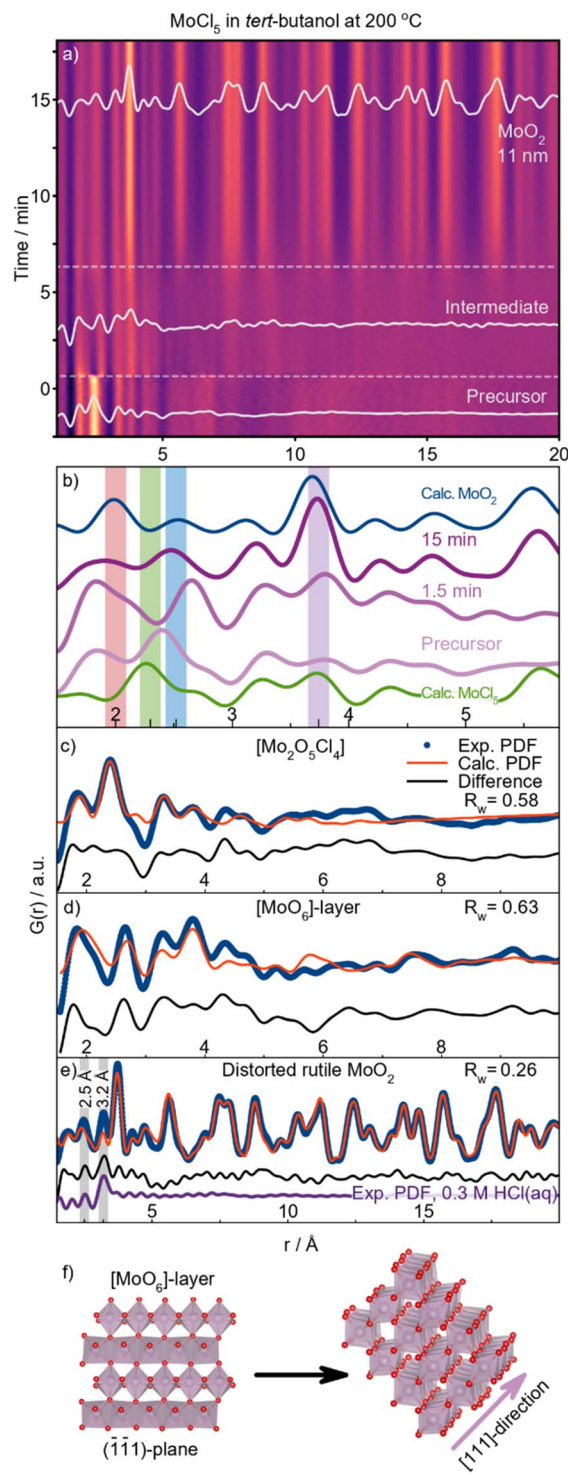 MoCl5 in tert-butanol at 200 °C
a)
15
MoO2
11 nm
10
Time / min
5
Intermediate
0
Precursor
5 10 15 20
b)
Calc. MoO2
15 min
1.5 min
Precursor
Calc. MoCl5
2 3 4 5
c) [Mo2O5Cl4]
Exp. PDF
Calc. PDF
Difference
Rw = 0.58
2 4 6 8
G(r) / a.u.
d) [MoO6]-layer Rw= 0.63
2 4 6 8
e) Distorted rutile MoO2 Rw= 0.26
2.5 Å
3.2 Å
Exp. PDF, 0.3 M HCl(aq)
5 10 15
r / Å
f)
[MoO6]-layer
(1̄1̄1)-plane
[111]-direction